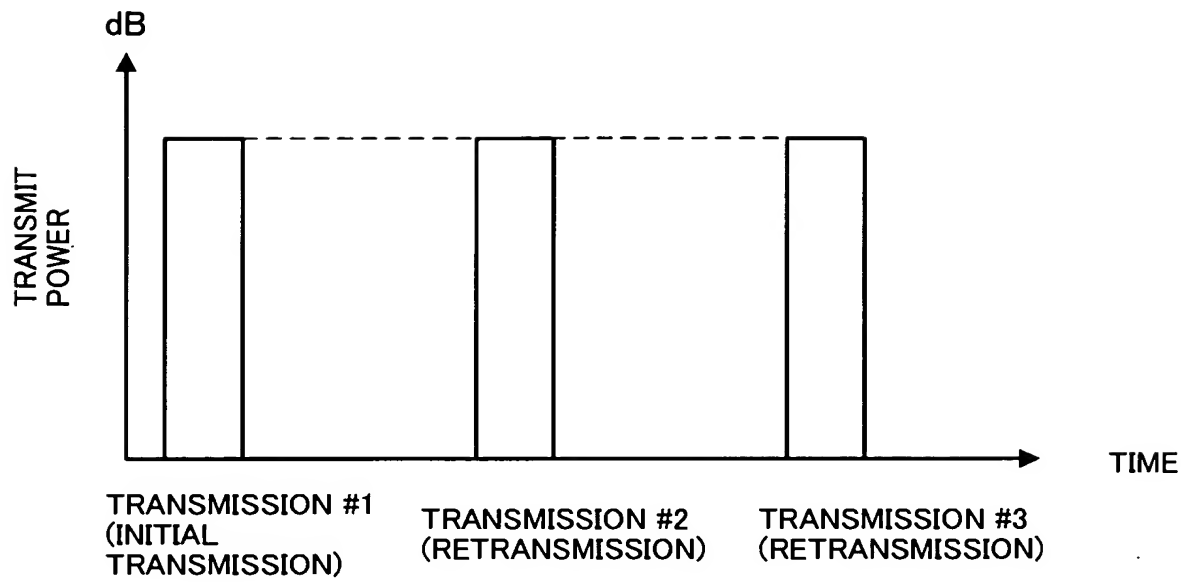 dB
TRANSMIT
POWER
TIME
TRANSMISSION #1
(INITIAL
TRANSMISSION)
TRANSMISSION #2
(RETRANSMISSION)
TRANSMISSION #3
(RETRANSMISSION)